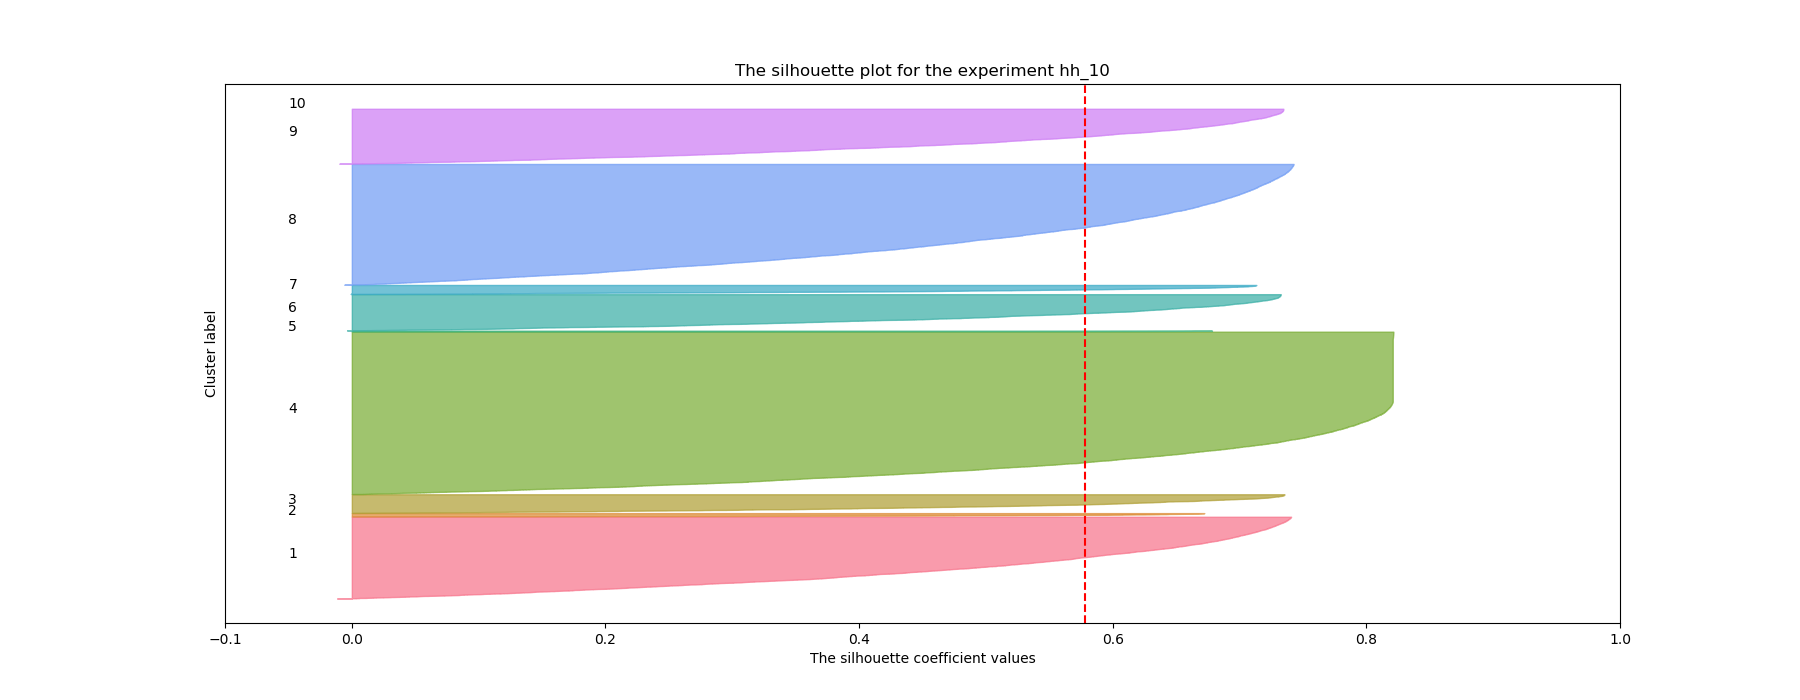 The silhouette plot for the experiment hh_10
10
9
8
7
6
5
4
3
2
1
Cluster label
−0.1 0.0 0.2 0.4 0.6 0.8 1.0
The silhouette coefficient values